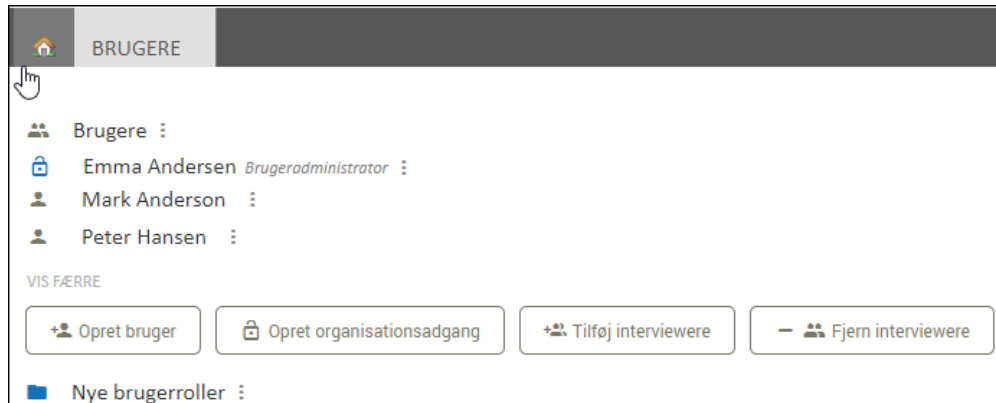 BRUGERE
Brugere
Emma Andersen Brugeradministrator
Mark Anderson
Peter Hansen
VIS FÆRRE
Opret bruger Opret organisationsadgang Tilføj interviewere Fjern interviewere
Nye brugerroller